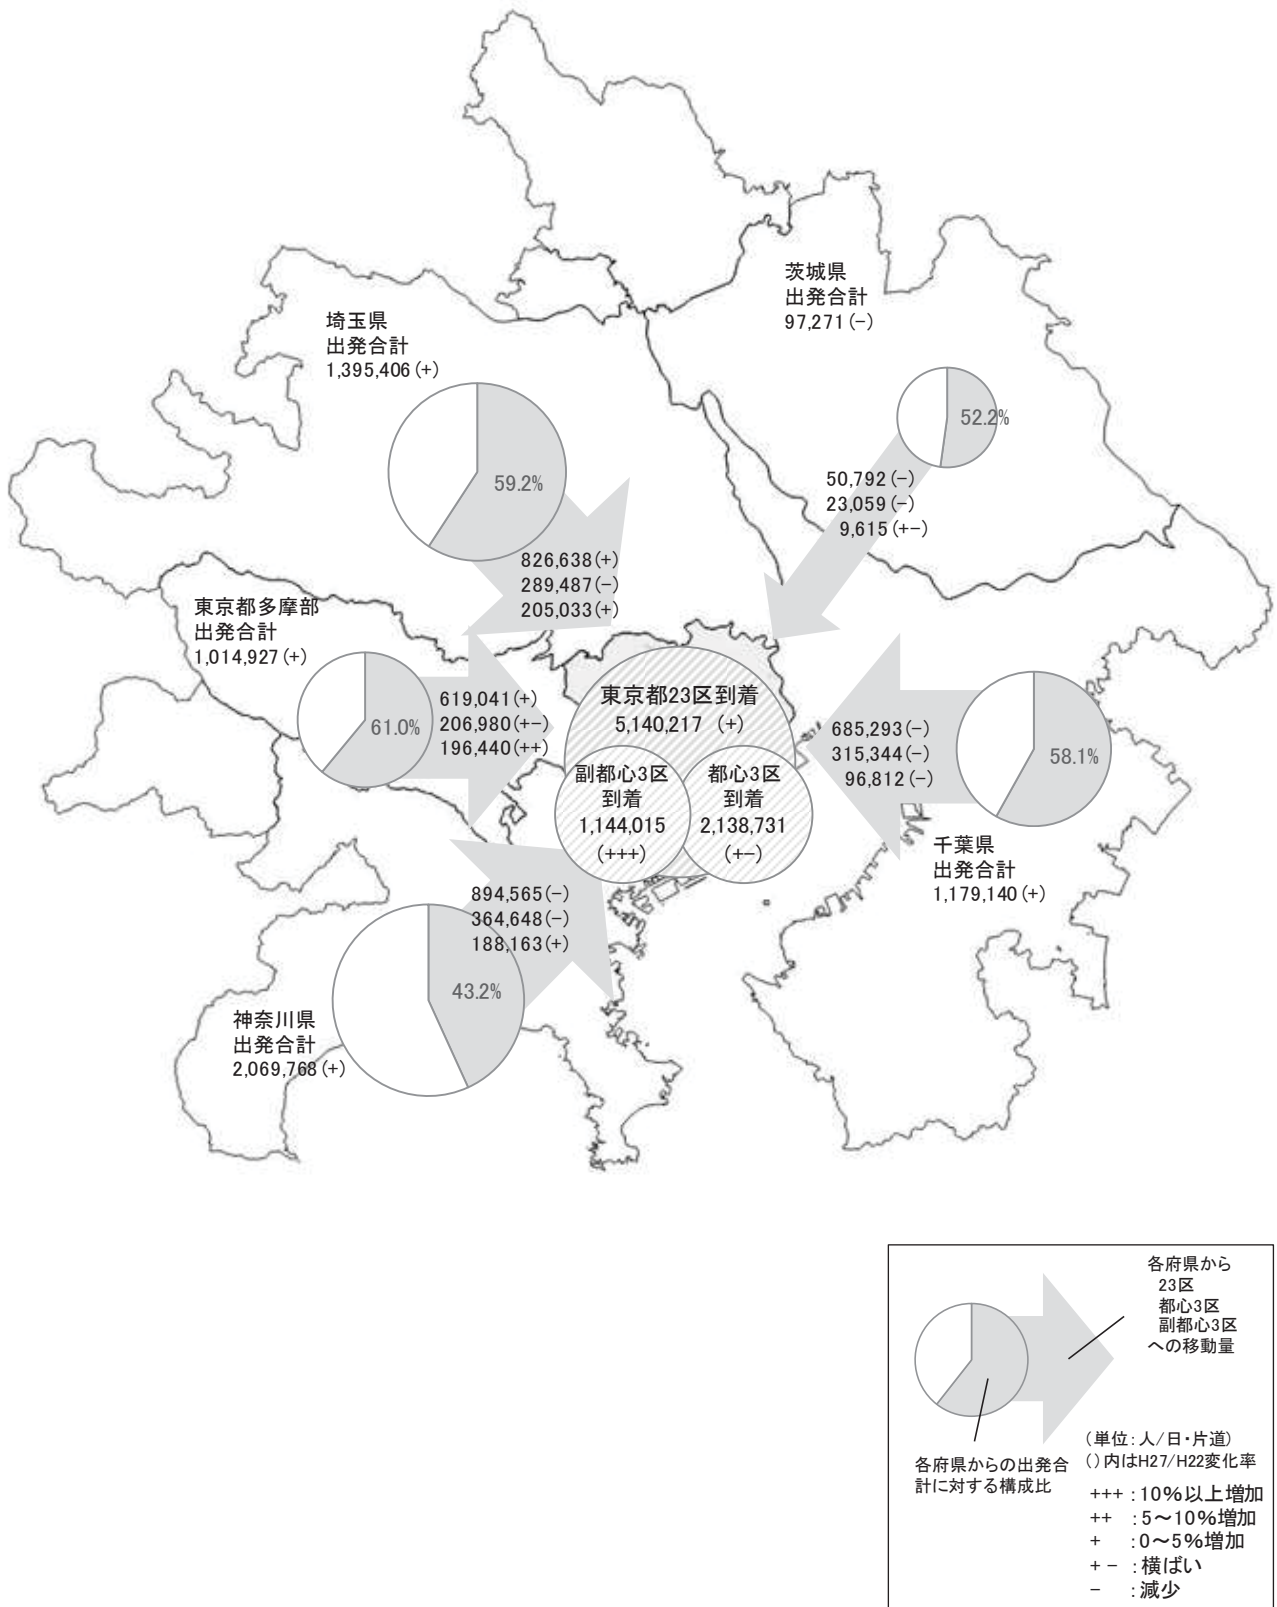 茨城県
出発合計
97,271(-)
埼玉県
出発合計
1,395,406(+)
52.2%
59.2%
50,792(-)
23,059(-)
9,615(+-)
826,638(+)
289,487(-)
205,033(+)
東京都多摩部
出発合計
1,014,927(+)
61.0%
619,041(+)
206,980(+-)
196,440(++)
東京都23区到着
5,140,217 (+)
685,293(-)
315,344(-)
96,812(-)
58.1%
副都心3区
到着
1,144,015
(+++)
都心3区
到着
2,138,731
(+-)
千葉県
出発合計
1,179,140(+)
894,565(-)
364,648(-)
188,163(+)
43.2%
神奈川県
出発合計
2,069,768(+)
各府県から
23区
都心3区
副都心3区
への移動量
各府県からの出発合
計に対する構成比
(単位:人/日・片道)
()内はH27/H22変化率
+++ :10%以上増加
++ :5～10%増加
+ :0～5%増加
+ - :横ばい
- :減少